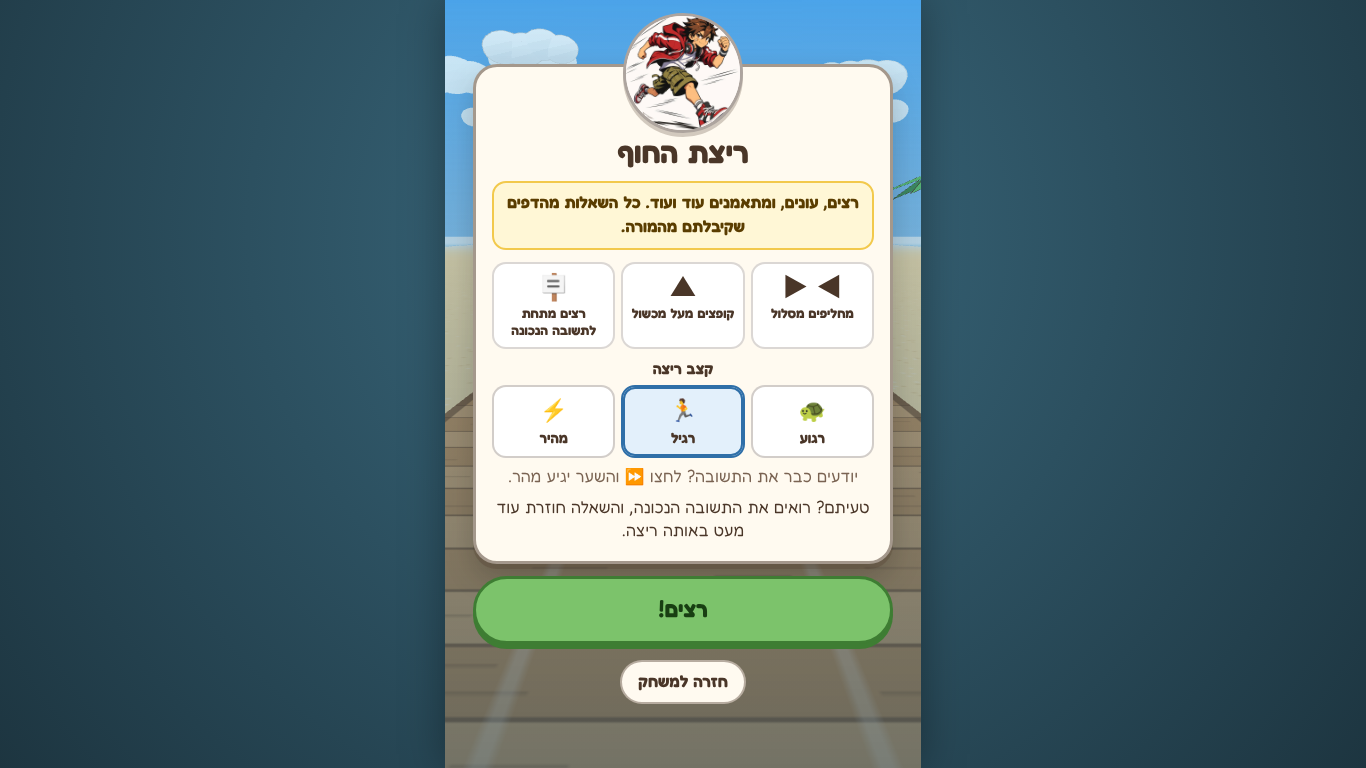 ריצת החוף
רצים, עונים, ומתאמנים עוד ועוד. כל השאלות מהדפים
שקיבלתם מהמורה.
מחליפים מסלול
קופצים מעל מכשול
רצים מתחת
לתשובה הנכונה
קצב ריצה
רגוע
רגיל
מהיר
יודעים כבר את התשובה? לחצו ⏩ והשער יגיע מהר.
טעיתם? רואים את התשובה הנכונה, והשאלה חוזרת עוד
מעט באותה ריצה.
רצים!
חזרה למשחק